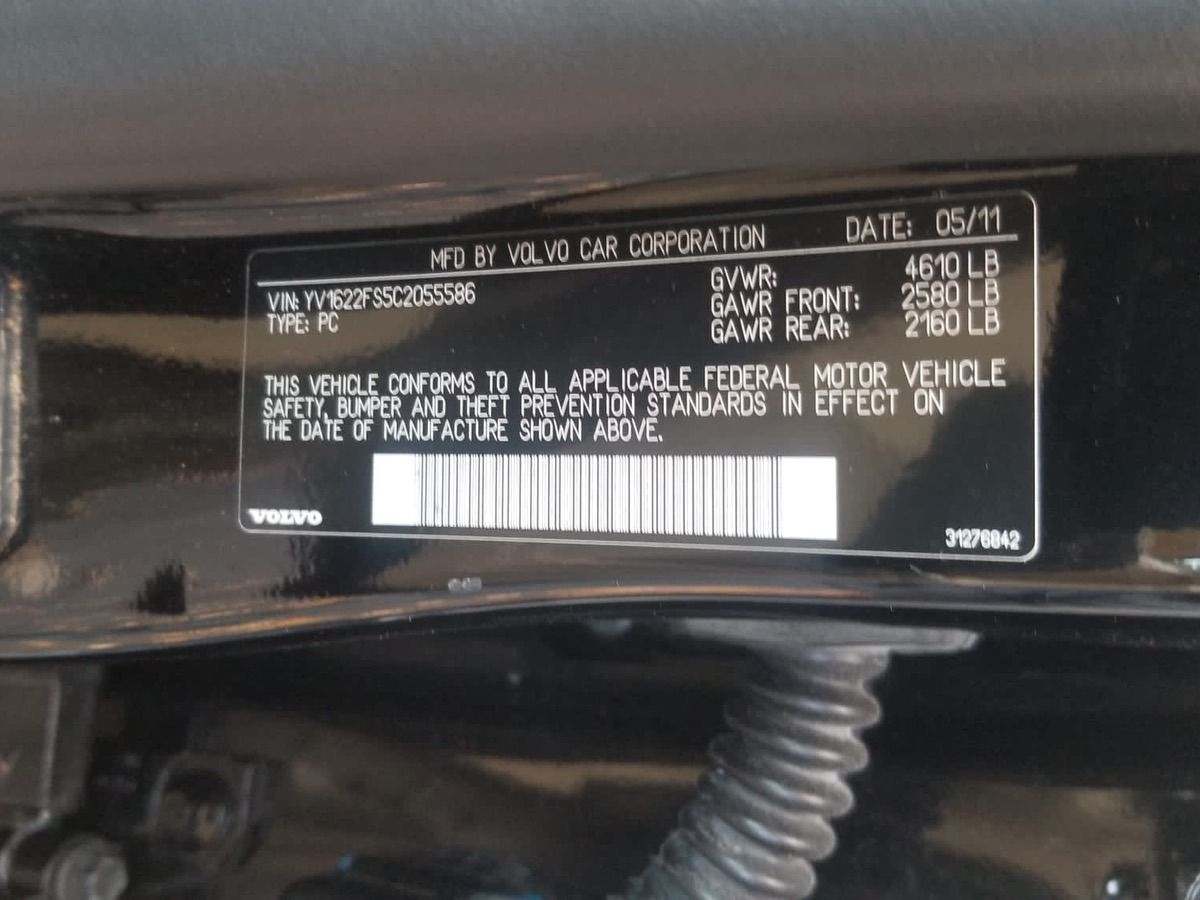 MFD BY VOLVO CAR CORPORATION DATE: 05/11
VIN: YV1622FS5C2055586 GVWR: 4610 LB
TYPE: PC GAWR FRONT: 2580 LB
GAWR REAR: 2160 LB
THIS VEHICLE CONFORMS TO ALL APPLICABLE FEDERAL MOTOR VEHICLE
SAFETY, BUMPER AND THEFT PREVENTION STANDARDS IN EFFECT ON
THE DATE OF MANUFACTURE SHOWN ABOVE.
VOLVO
31276842